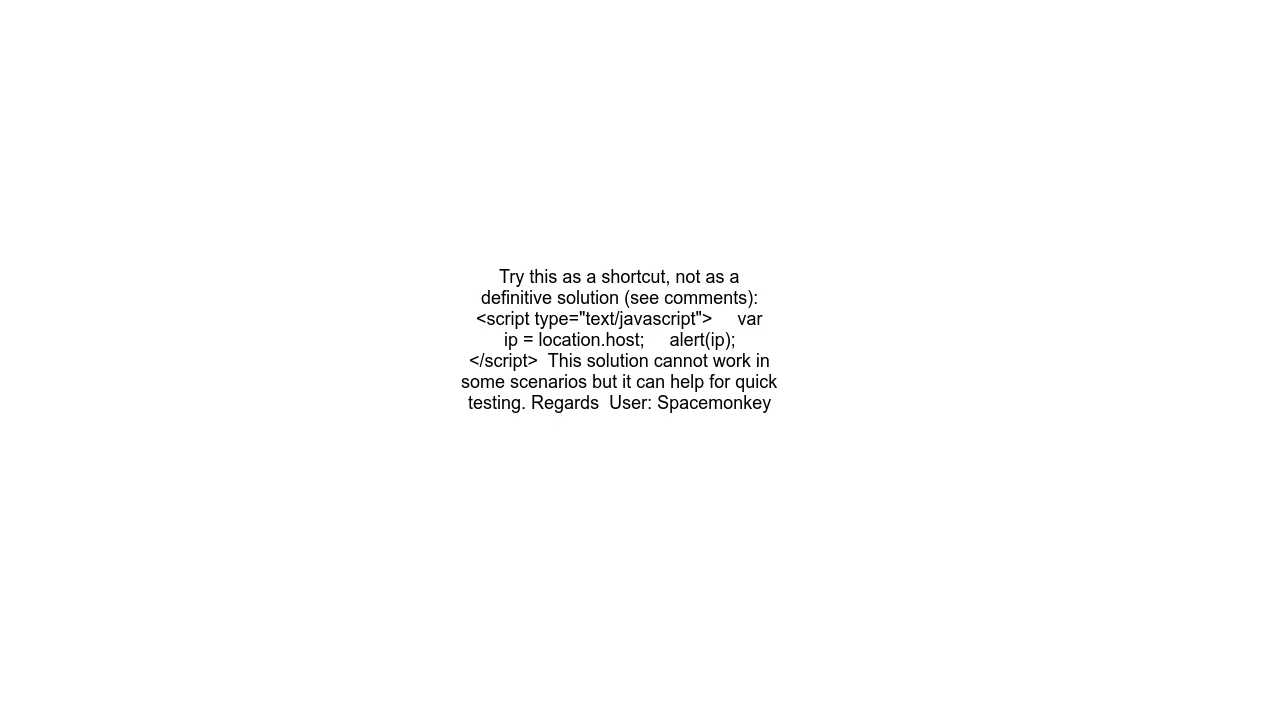 Try this as a shortcut, not as a
definitive solution (see comments):
<script type="text/javascript">     var
ip = location.host;     alert(ip);
</script>  This solution cannot work in
some scenarios but it can help for quick
testing. Regards  User: Spacemonkey